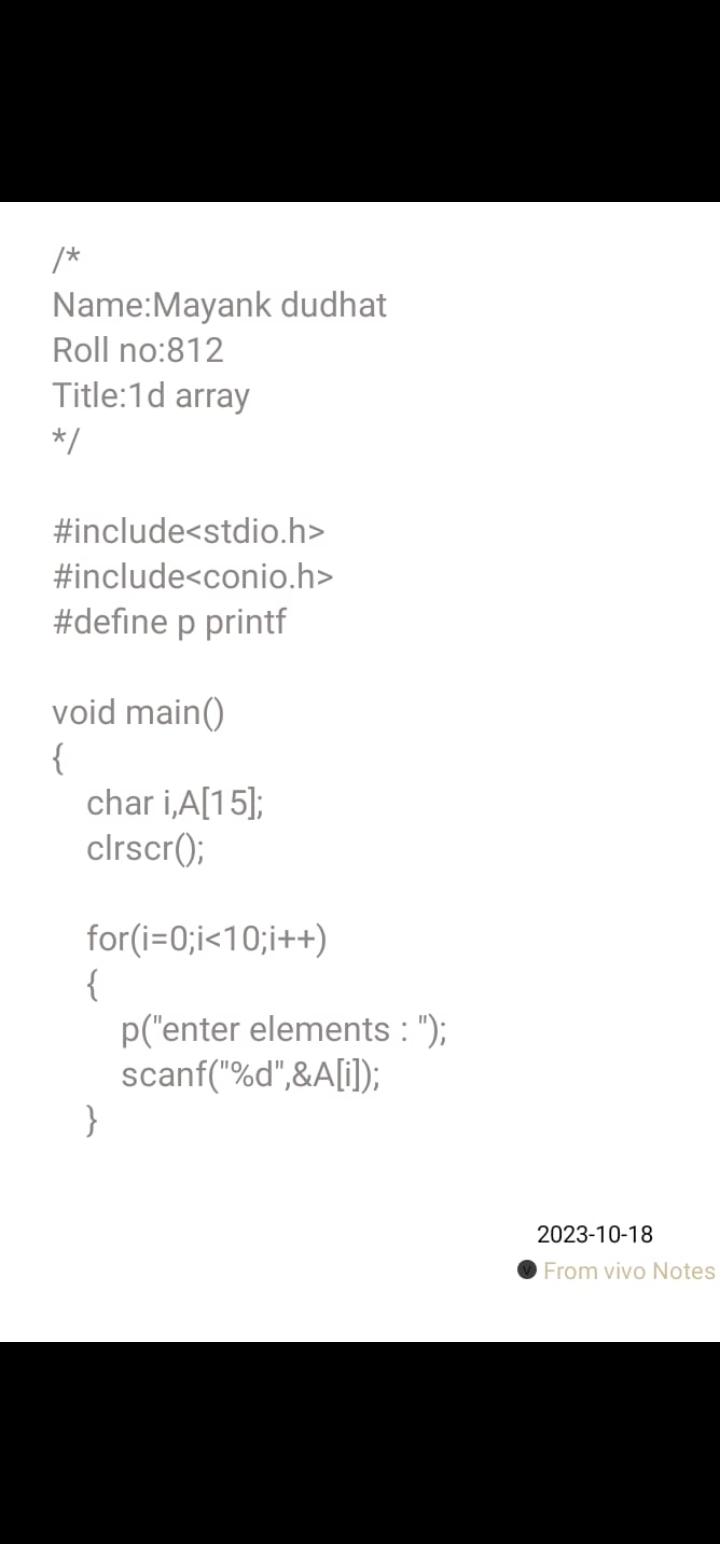 /*
Name:Mayank dudhat
Roll no:812
Title:1d array
*/
#include<stdio.h>
#include<conio.h>
#define p printf
void main()
{
char i,A[15];
clrscr();
for(i=0;i<10;i++)
{
p("enter elements : ");
scanf("%d",&A[i]);
}
2023-10-18
V From vivo Notes